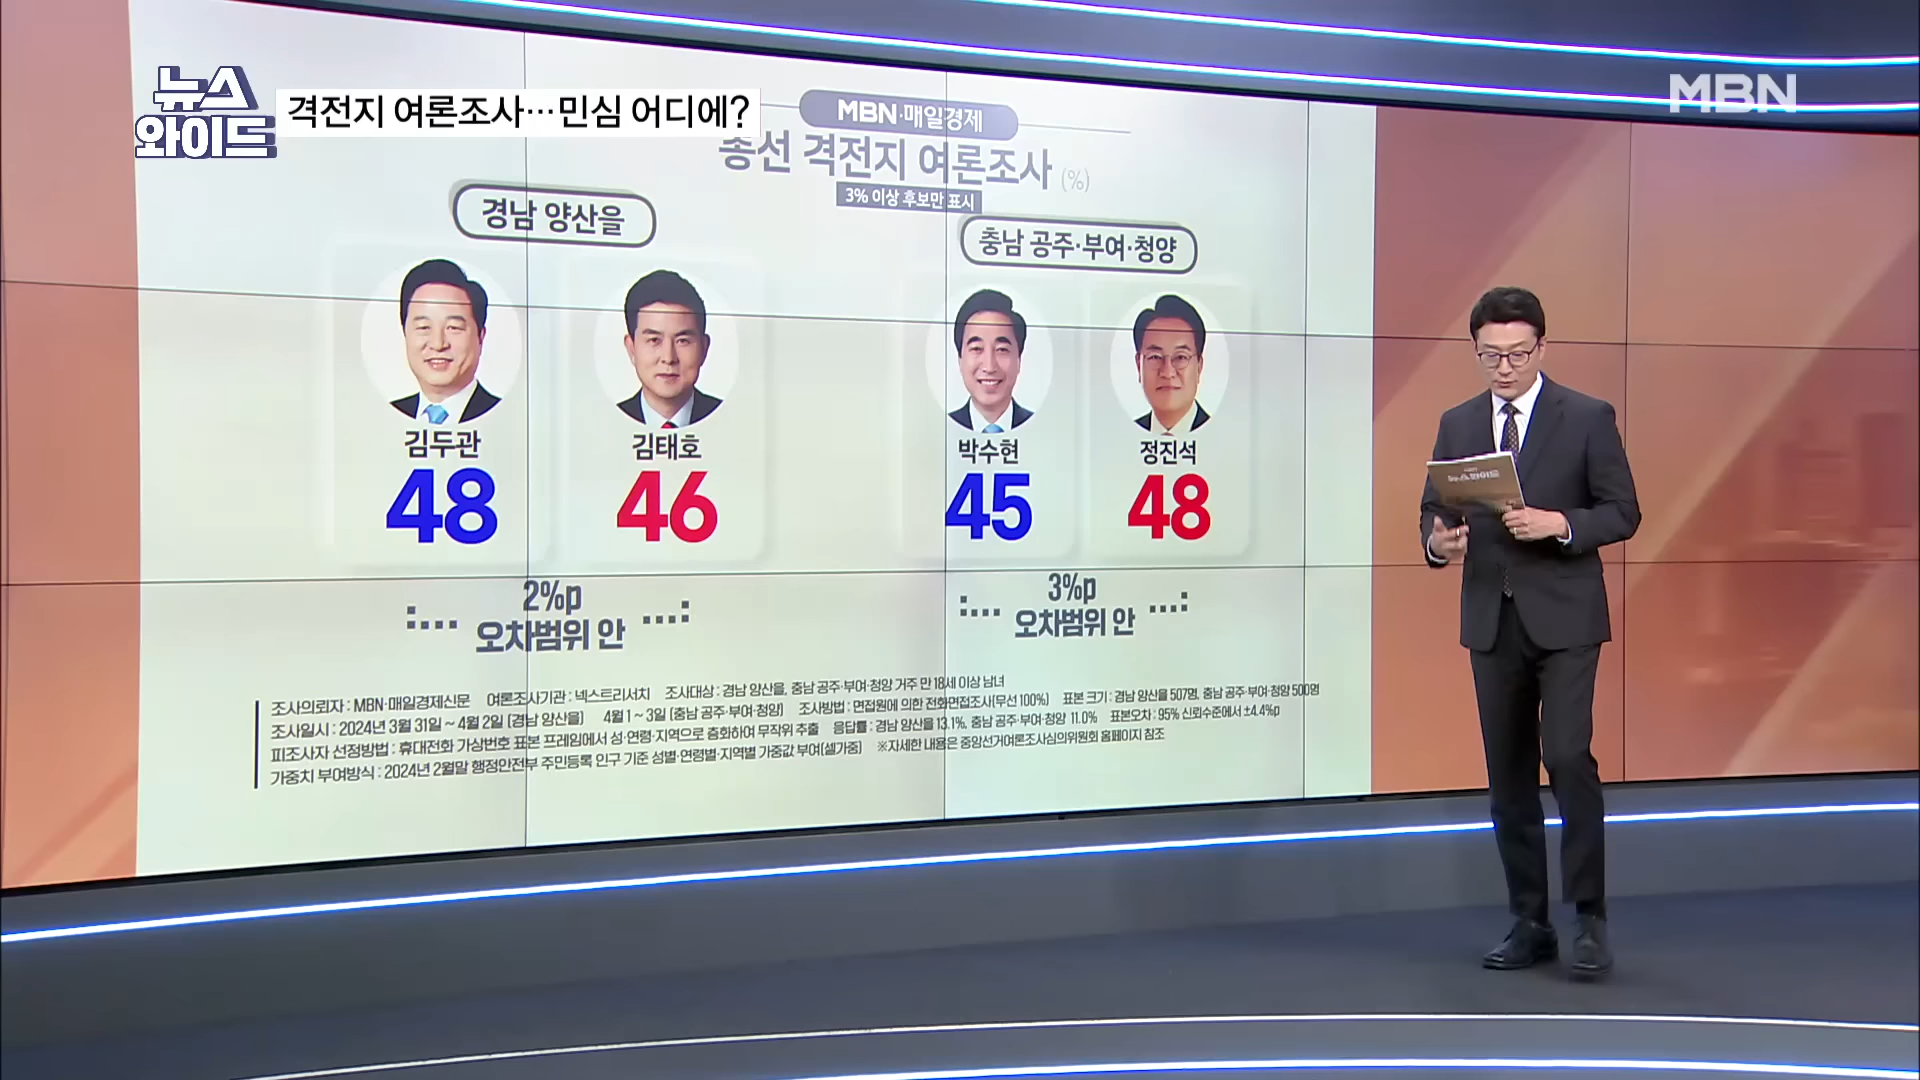 뉴스
와이드
격전지 여론조사…민심 어디에?
MBN
MBN·매일경제
총선 격전지 여론조사 (%)
3% 이상 후보만 표시
경남 양산을
김두관
48
김태호
46
2%p
오차범위 안
충남 공주·부여·청양
박수현
45
정진석
48
3%p
오차범위 안
조사의뢰자 : MBN·매일경제신문 여론조사기관 : 넥스트리서치 조사대상 : 경남 양산을, 충남 공주·부여·청양 거주 만 18세 이상 남녀
조사일시 : 2024년 3월 31일 ~ 4월 2일 (경남 양산을) 4월 1 ~ 3일 (충남 공주·부여·청양) 조사방법 : 면접원에 의한 전화면접조사(무선 100%) 표본 크기 : 경남 양산을 507명, 충남 공주·부여·청양 500명
피조사자 선정방법 : 휴대전화 가상번호 표본 프레임에서 성·연령·지역으로 층화하여 무작위 추출 응답률 : 경남 양산을 13.1%, 충남 공주·부여·청양 11.0% 표본오차 : 95% 신뢰수준에서 ±4.4%p
가중치 부여방식 : 2024년 2월말 행정안전부 주민등록 인구 기준 성별·연령별·지역별 가중값 부여(셀가중) ※자세한 내용은 중앙선거여론조사심의위원회 홈페이지 참조
뉴스와이드